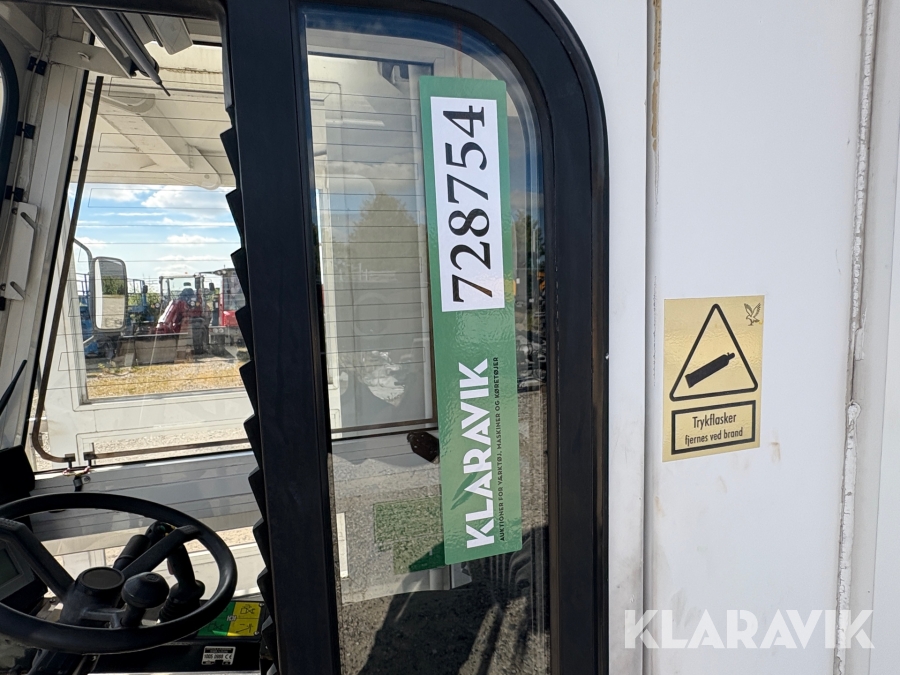 728754
KLARAVIK
AUKTIONER FOR VÆRKTØJ, MASKINER OG KØRETØJER
Trykflasker
fjernes ved brand
KLARAVIK